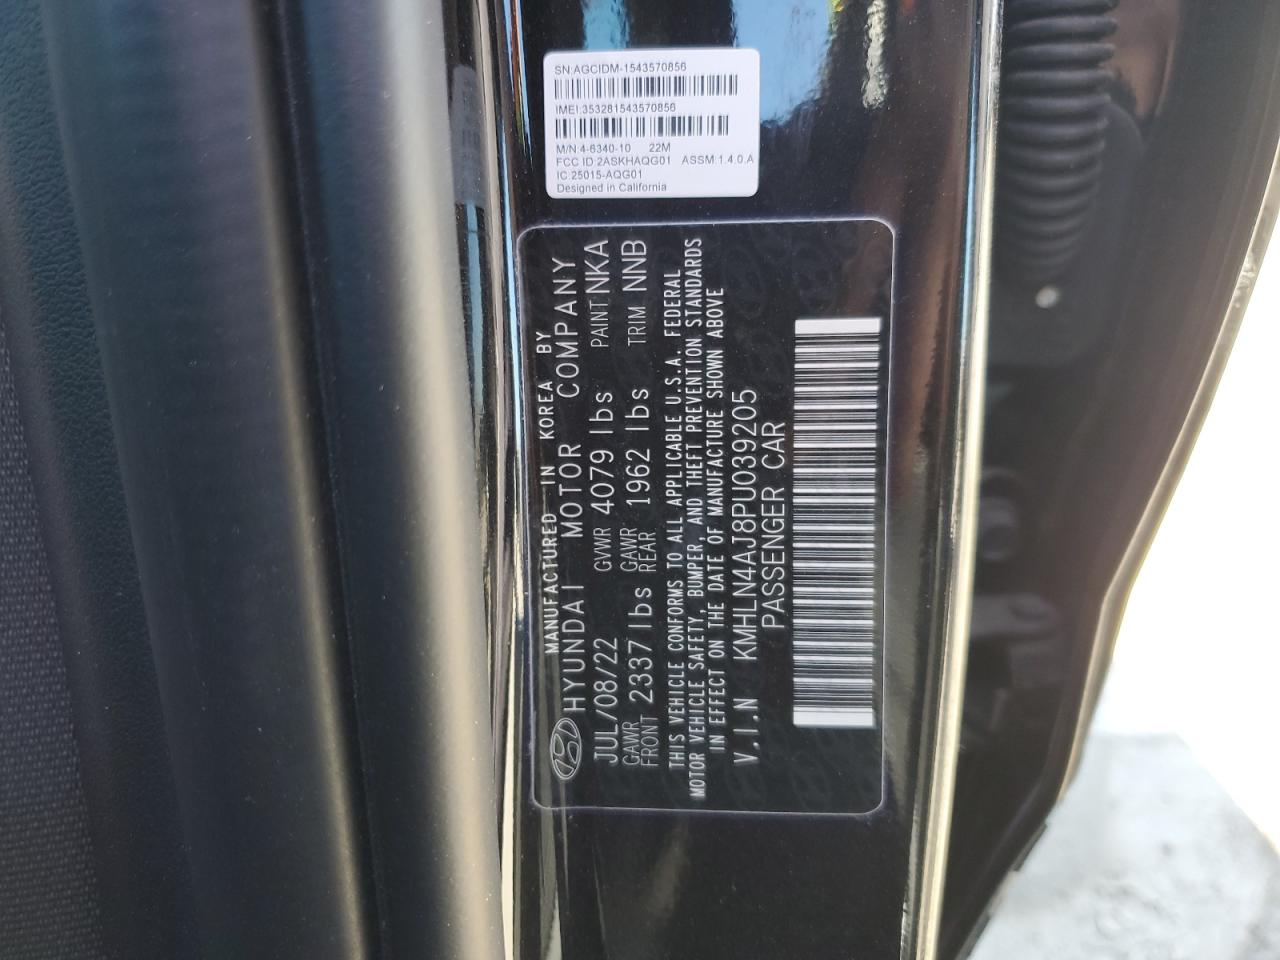 SN:AGCIDM-1543570856
IMEI:353281543570856
M/N:4-6340-10 22M
FCC ID:2ASKHAQG01 ASSM:1.4.0.A
IC:25015-AQG01
Designed in California
MANUFACTURED IN KOREA BY
HYUNDAI MOTOR COMPANY
JUL/08/22 GVWR 4079 lbs PAINT NKA
GAWR FRONT 2337 lbs GAWR REAR 1962 lbs TRIM NNB
THIS VEHICLE CONFORMS TO ALL APPLICABLE U.S.A. FEDERAL
MOTOR VEHICLE SAFETY, BUMPER, AND THEFT PREVENTION STANDARDS
IN EFFECT ON THE DATE OF MANUFACTURE SHOWN ABOVE
V.I.N KMHLN4AJ8PU039205
PASSENGER CAR